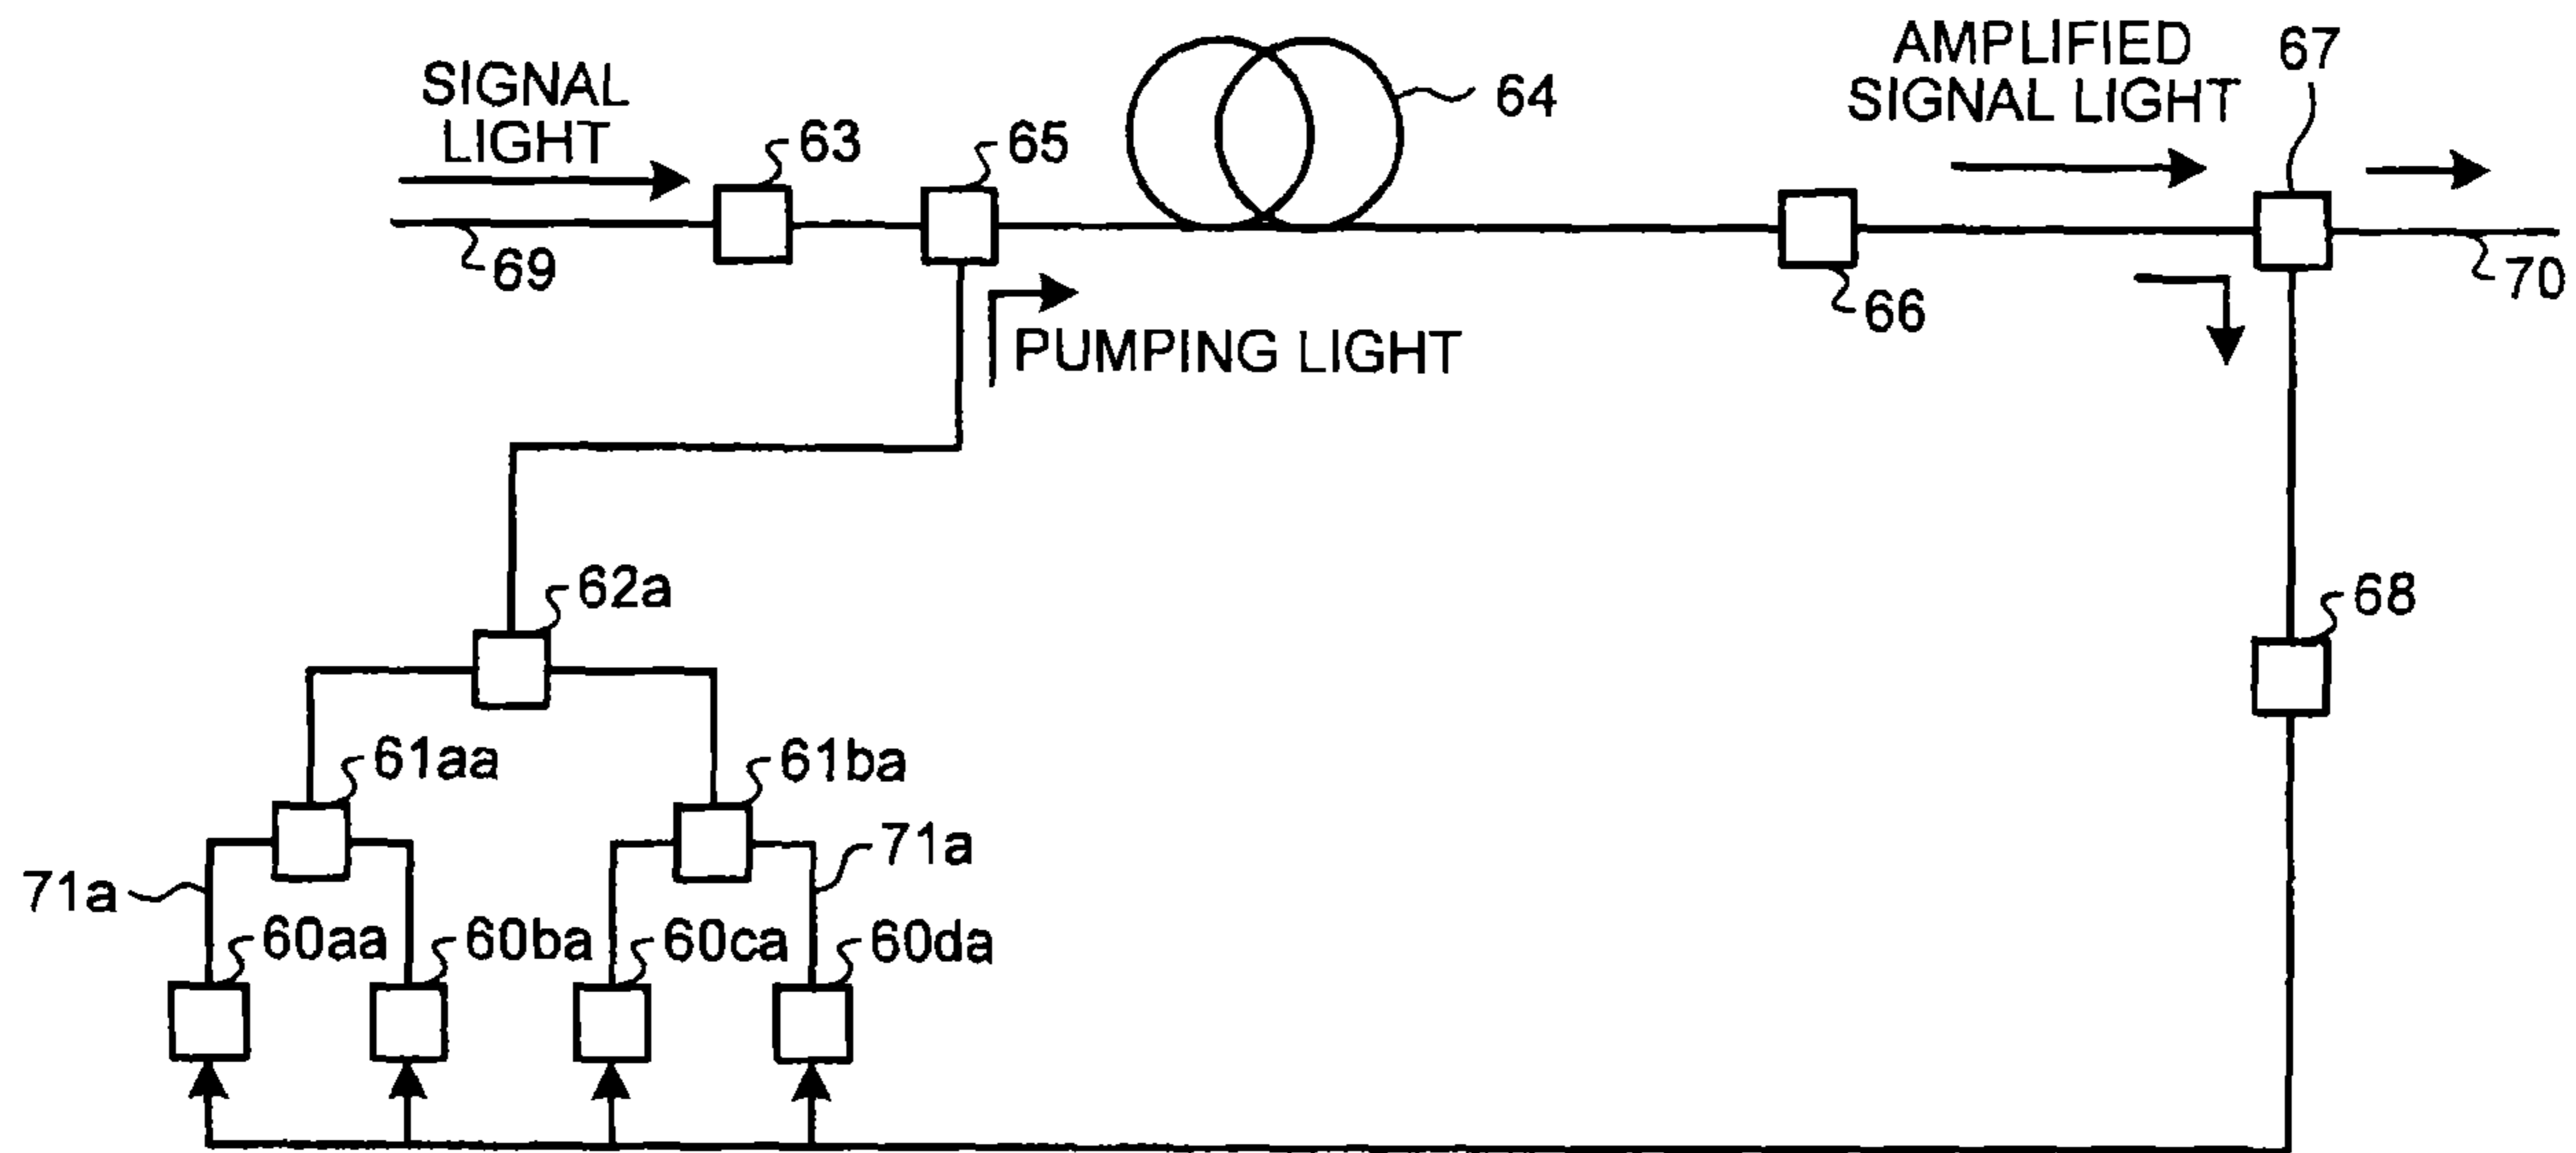 SIGNAL
LIGHT
63
65
64
AMPLIFIED
SIGNAL LIGHT
67
69
66
70
PUMPING LIGHT
62a
68
61aa
61ba
71a
71a
60aa
60ba
60ca
60da